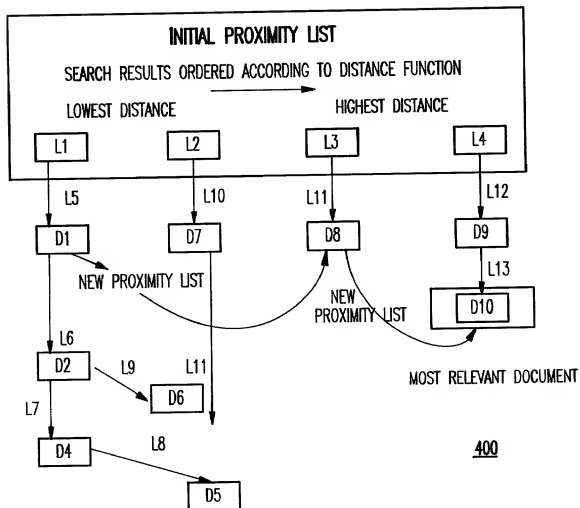 INITIAL PROXIMITY LIST
SEARCH RESULTS ORDERED ACCORDING TO DISTANCE FUNCTION
LOWEST DISTANCE HIGHEST DISTANCE
L1 L2 L3 L4
L5 L10 L11 L12
D1 D7 D8 D9
NEW PROXIMITY LIST
L13
NEW
PROXIMITY LIST
D10
L6
D2 L9 L11
MOST RELEVANT DOCUMENT
L7
D6
D4 L8
400
D5